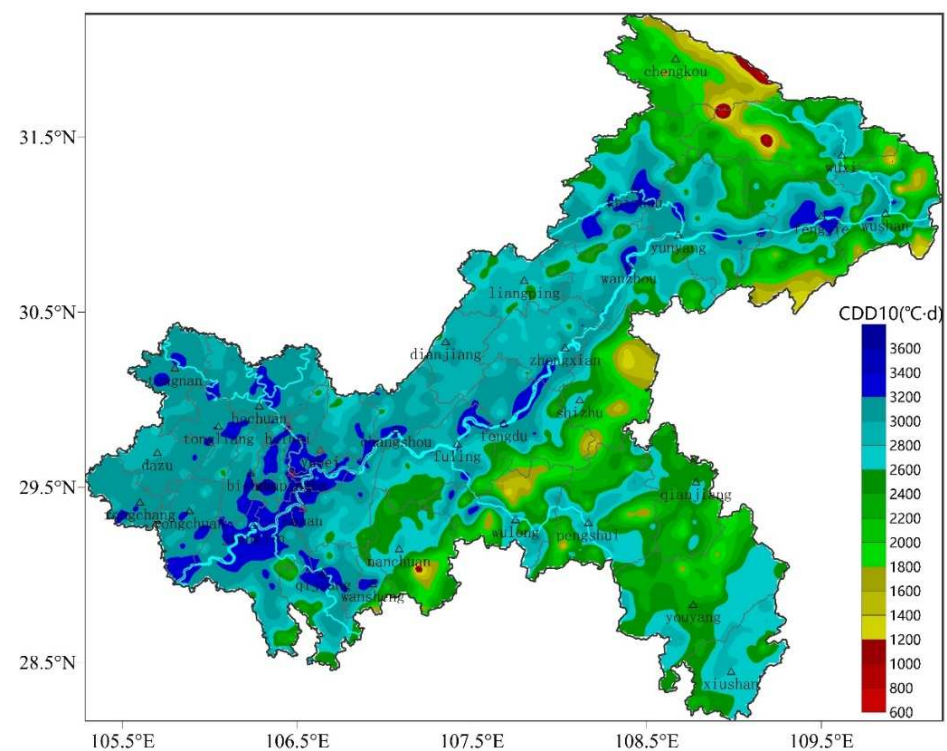 chengkou
31.5°N
wuxi
fengjie
wushan
yunyang
wanzhou
30.5°N
liangping
CDD10(℃·d)
dianjiang
zhongxian
3600
3400
3200
3000
2800
2600
2400
2200
2000
1800
1600
1400
1200
1000
800
600
shizhu
hechuan
tongliang
changshou
fengdu
fuling
dazu
29.5°N
qianjiang
rongchang
yongchuan
wulong
pengshui
nanchuan
wansheng
youyang
28.5°N
xiushan
105.5°E
106.5°E
107.5°E
108.5°E
109.5°E